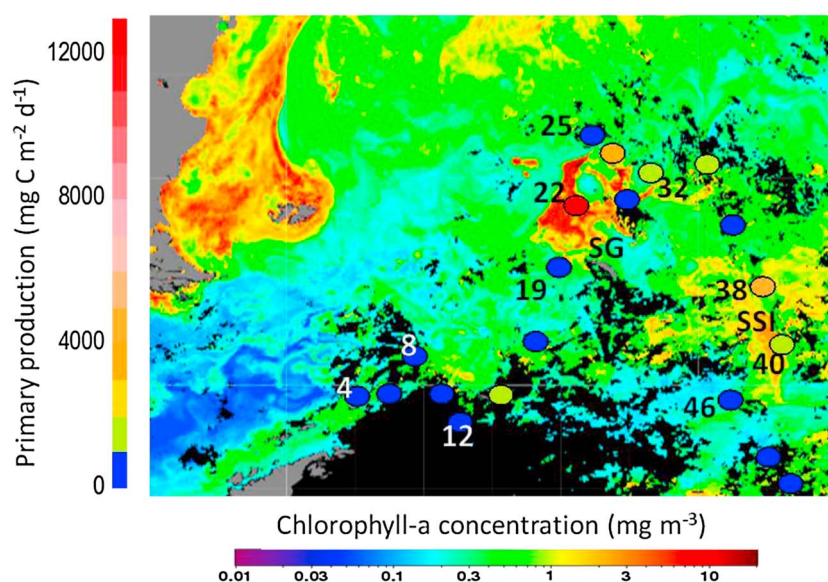 Primary production (mg C m-2 d-1)
12000
8000
4000
0
25
32
22
SG
19
38
SSI
40
8
4
46
12
Chlorophyll-a concentration (mg m-3)
0.01 0.03 0.1 0.3 1 3 10